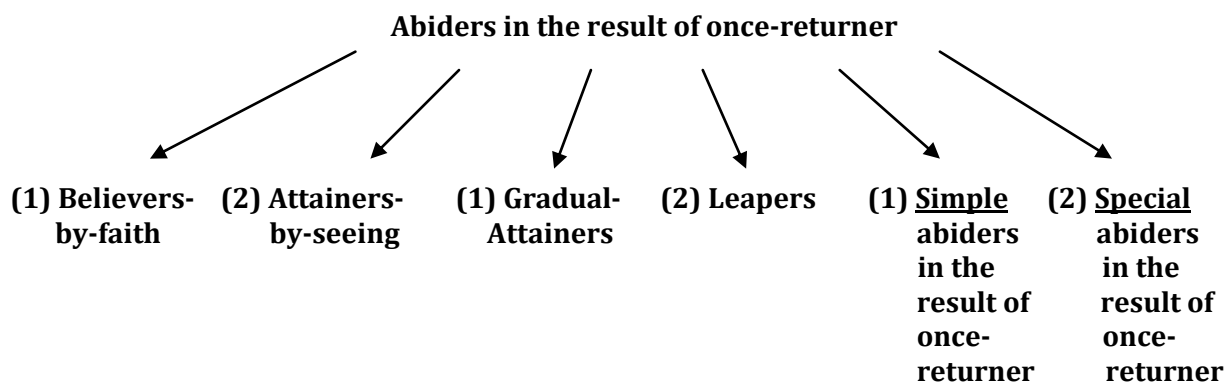 Abiders in the result of once-returner
(1) Believers-
by-faith
(2) Attainers-
by-seeing
(1) Gradual-
Attainers
(2) Leapers
(1) Simple
abiders
in the
result of
once-
returner
(2) Special
abiders
in the
result of
once-
returner